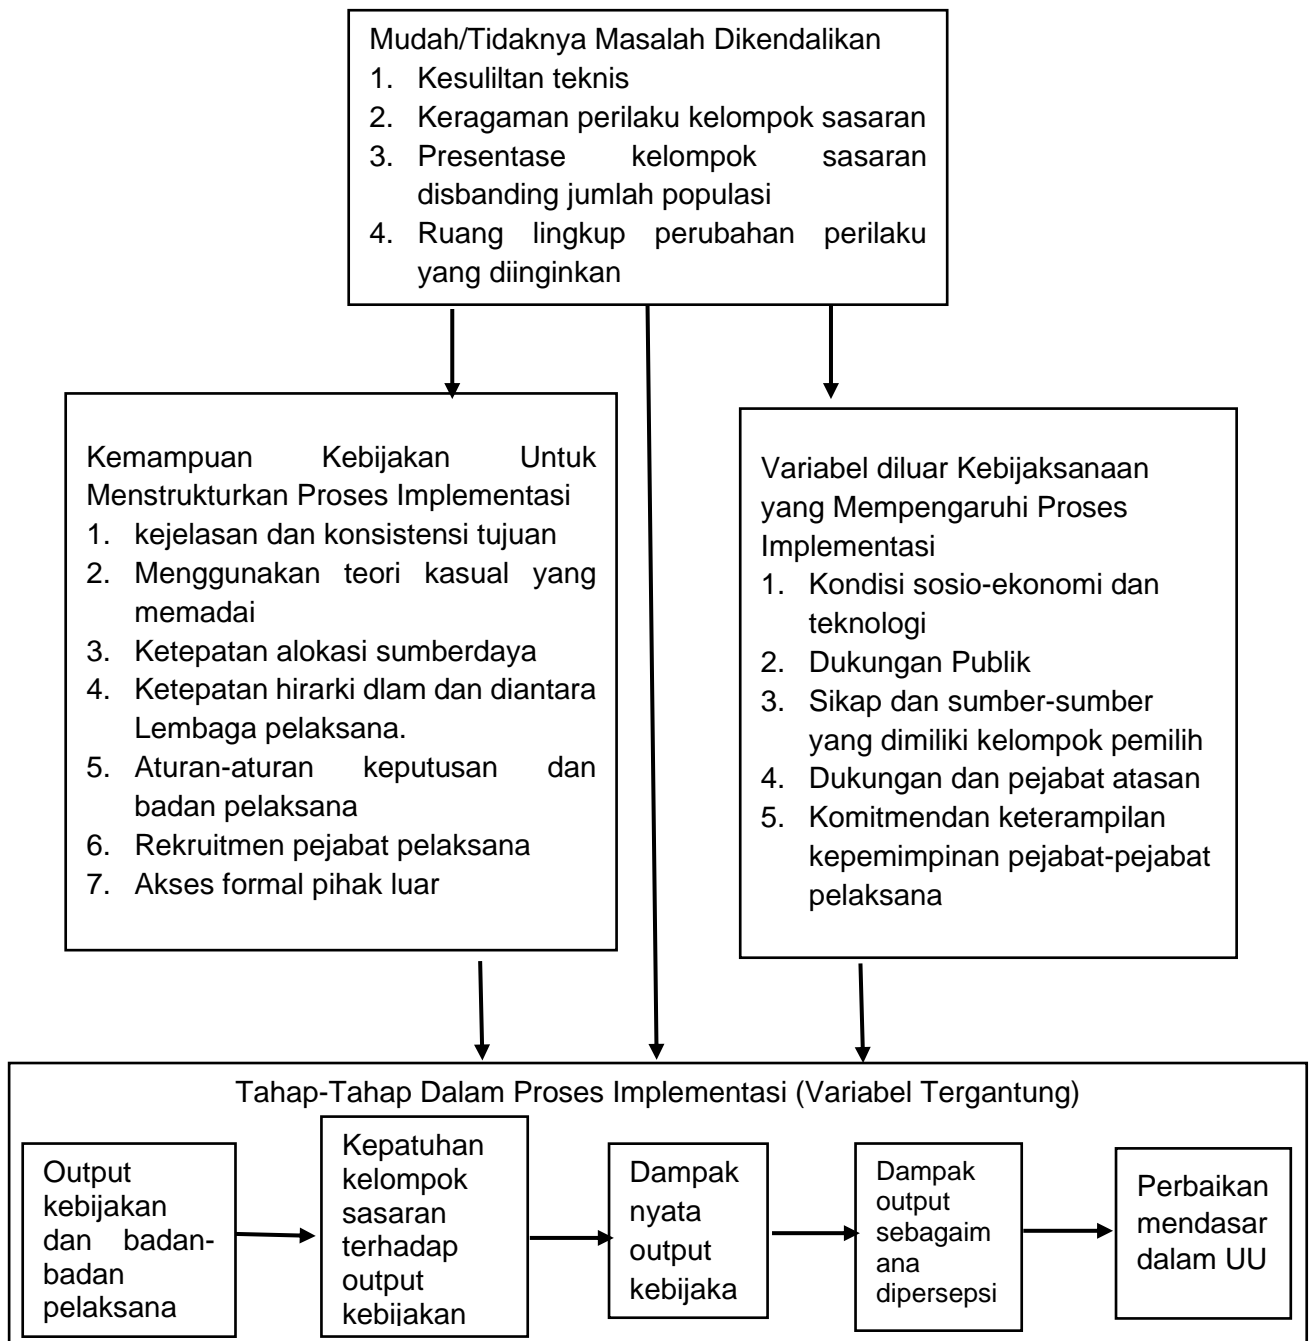 Mudah/Tidaknya Masalah Dikendalikan
1. Kesuliltan teknis
2. Keragaman perilaku kelompok sasaran
3. Presentase kelompok sasaran
disbanding jumlah populasi
4. Ruang lingkup perubahan perilaku
yang diinginkan
Kemampuan Kebijakan Untuk
Menstrukturkan Proses Implementasi
1. kejelasan dan konsistensi tujuan
2. Menggunakan teori kasual yang
memadai
3. Ketepatan alokasi sumberdaya
4. Ketepatan hirarki dlam dan diantara
Lembaga pelaksana.
5. Aturan-aturan keputusan dan
badan pelaksana
6. Rekruitmen pejabat pelaksana
7. Akses formal pihak luar
Variabel diluar Kebijaksanaan
yang Mempengaruhi Proses
Implementasi
1. Kondisi sosio-ekonomi dan
teknologi
2. Dukungan Publik
3. Sikap dan sumber-sumber
yang dimiliki kelompok pemilih
4. Dukungan dan pejabat atasan
5. Komitmendan keterampilan
kepemimpinan pejabat-pejabat
pelaksana
Tahap-Tahap Dalam Proses Implementasi (Variabel Tergantung)
Output
kebijakan
dan badan-
badan
pelaksana
Kepatuhan
kelompok
sasaran
terhadap
output
kebijakan
Dampak
nyata
output
kebijaka
Dampak
output
sebagaim
ana
dipersepsi
Perbaikan
mendasar
dalam UU